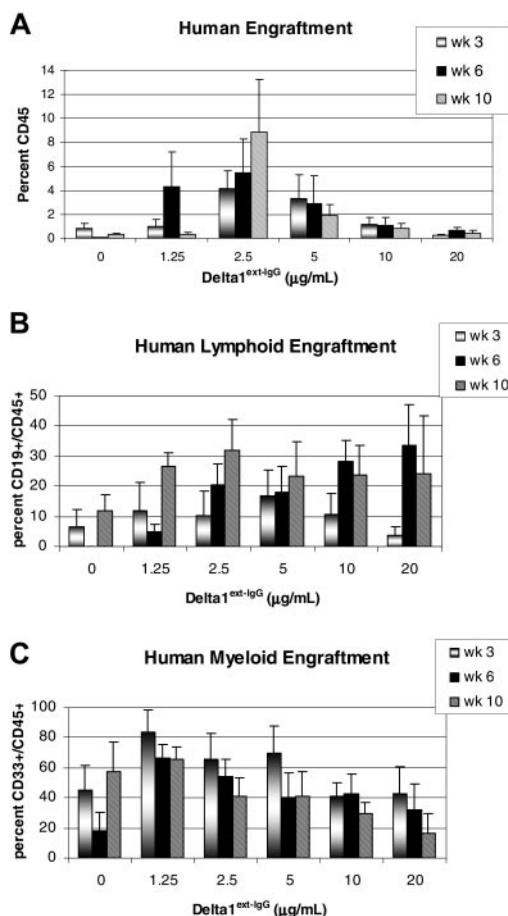 A
Human Engraftment
wk 3
wk 6
wk 10
Percent CD45
14
12
10
8
6
4
2
0
0 1.25 2.5 5 10 20
Delta1ext-IgG (μg/mL)
B
Human Lymphoid Engraftment
wk 3
wk 6
wk 10
percent CD19+/CD45+
50
40
30
20
10
0
0 1.25 2.5 5 10 20
Delta1ext-IgG (μg/mL)
C
Human Myeloid Engraftment
wk 3
wk 6
wk 10
percent CD33+/CD45+
100
80
60
40
20
0
0 1.25 2.5 5 10 20
Delta1ext-IgG (μg/mL)